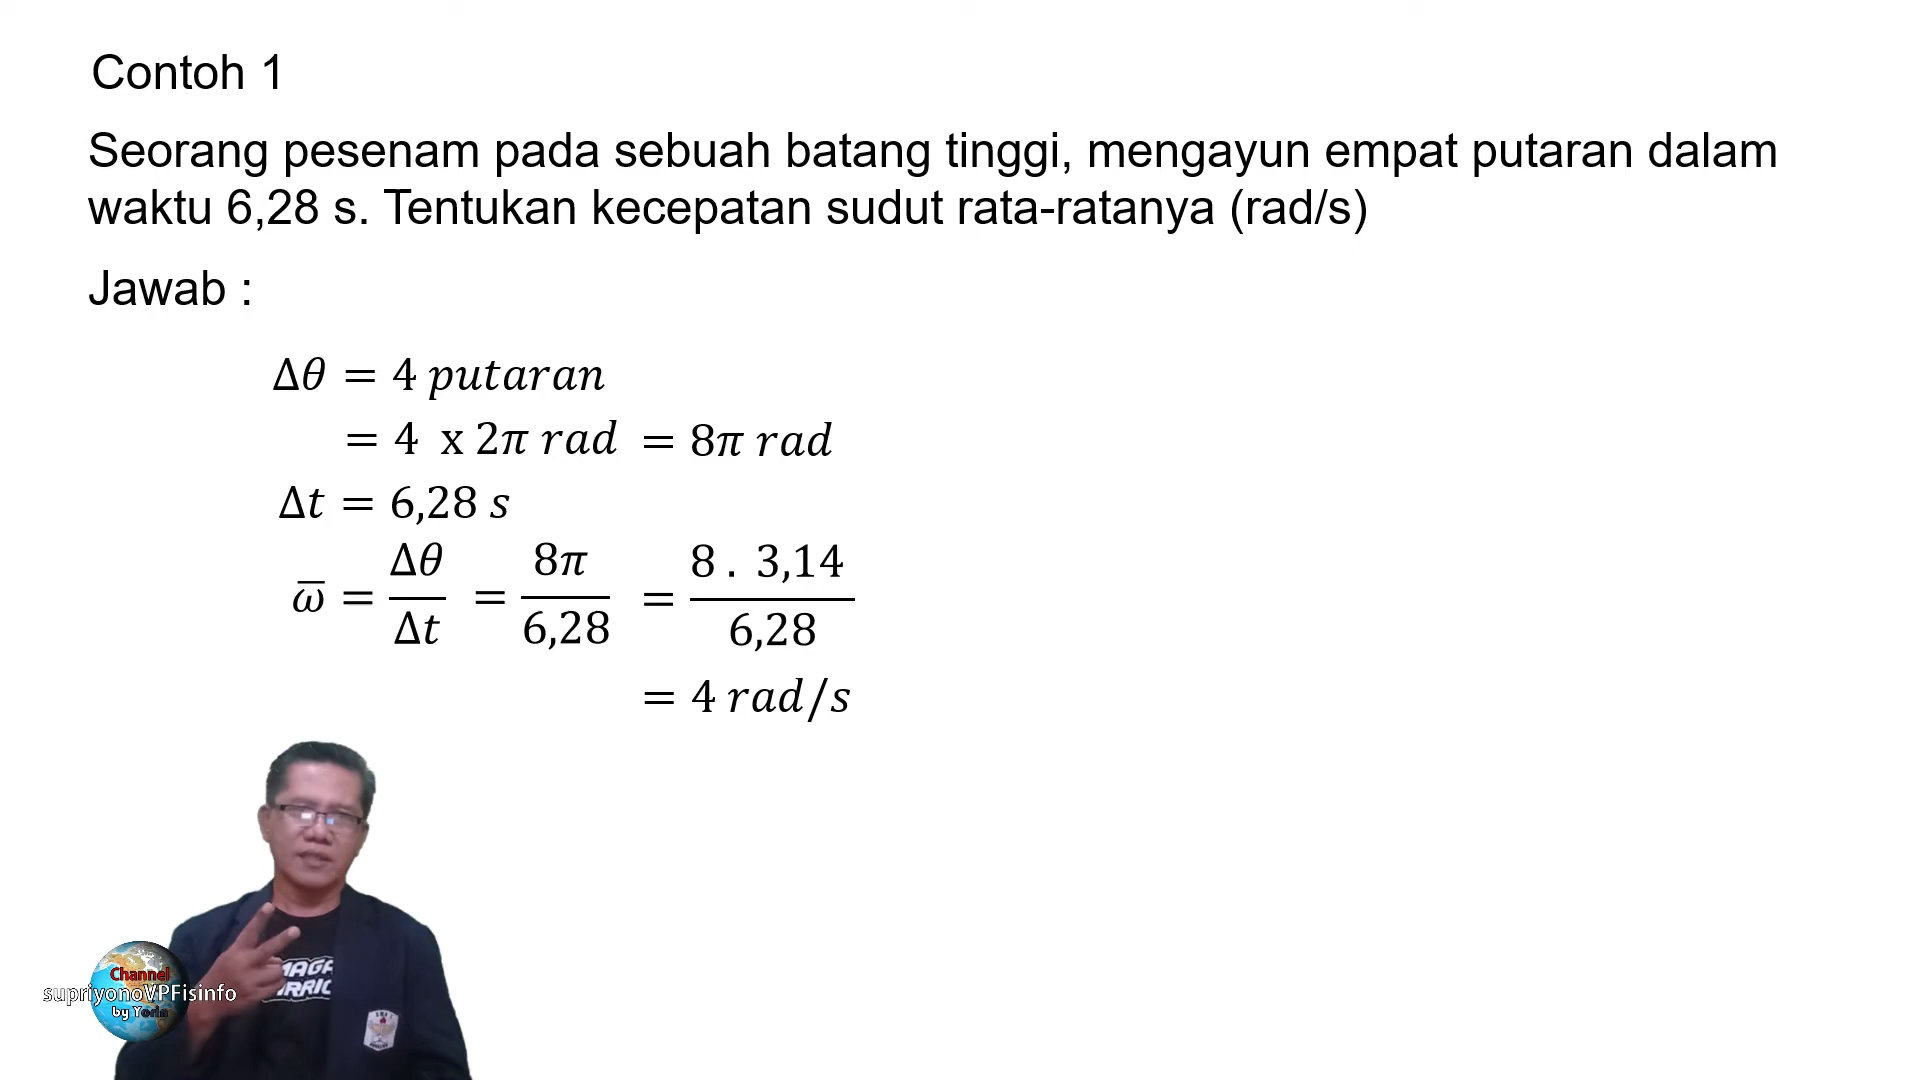 Contoh 1
Seorang pesenam pada sebuah batang tinggi, mengayun empat putaran dalam
waktu 6,28 s. Tentukan kecepatan sudut rata-ratanya (rad/s)
Jawab :
Δθ = 4 putaran
= 4 x 2π rad = 8π rad
Δt = 6,28 s
ω̅ = Δθ/Δt = 8π/6,28 = 8 . 3,14/6,28
= 4 rad/s
Channel
supriyonoVPFisinfo
by Yorin